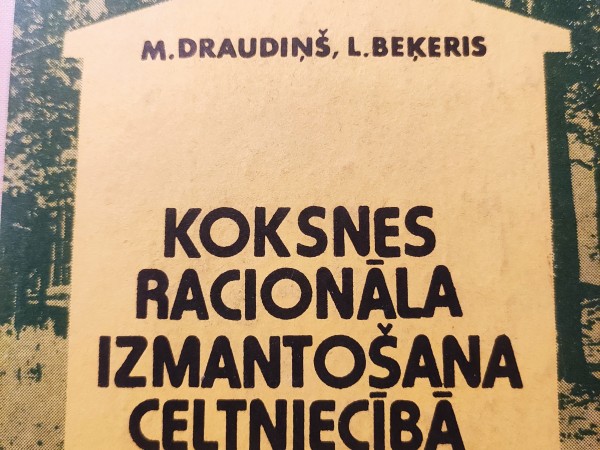 M.DRAUDIŅŠ, L.BEĶERIS
KOKSNES
RACIONĀLA
IZMANTOŠANA
CELTNIECĪBĀ